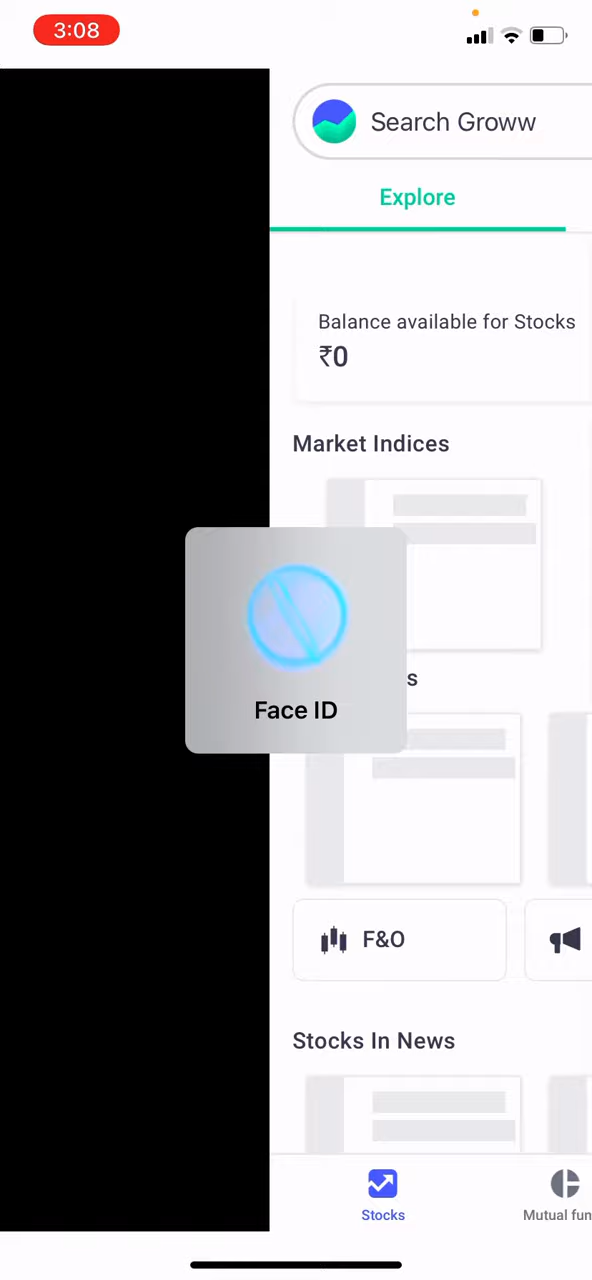 3:08
Search Groww
Explore
Balance available for Stocks
₹0
Market Indices
Face ID
s
F&O
Stocks In News
Stocks
Mutual fun